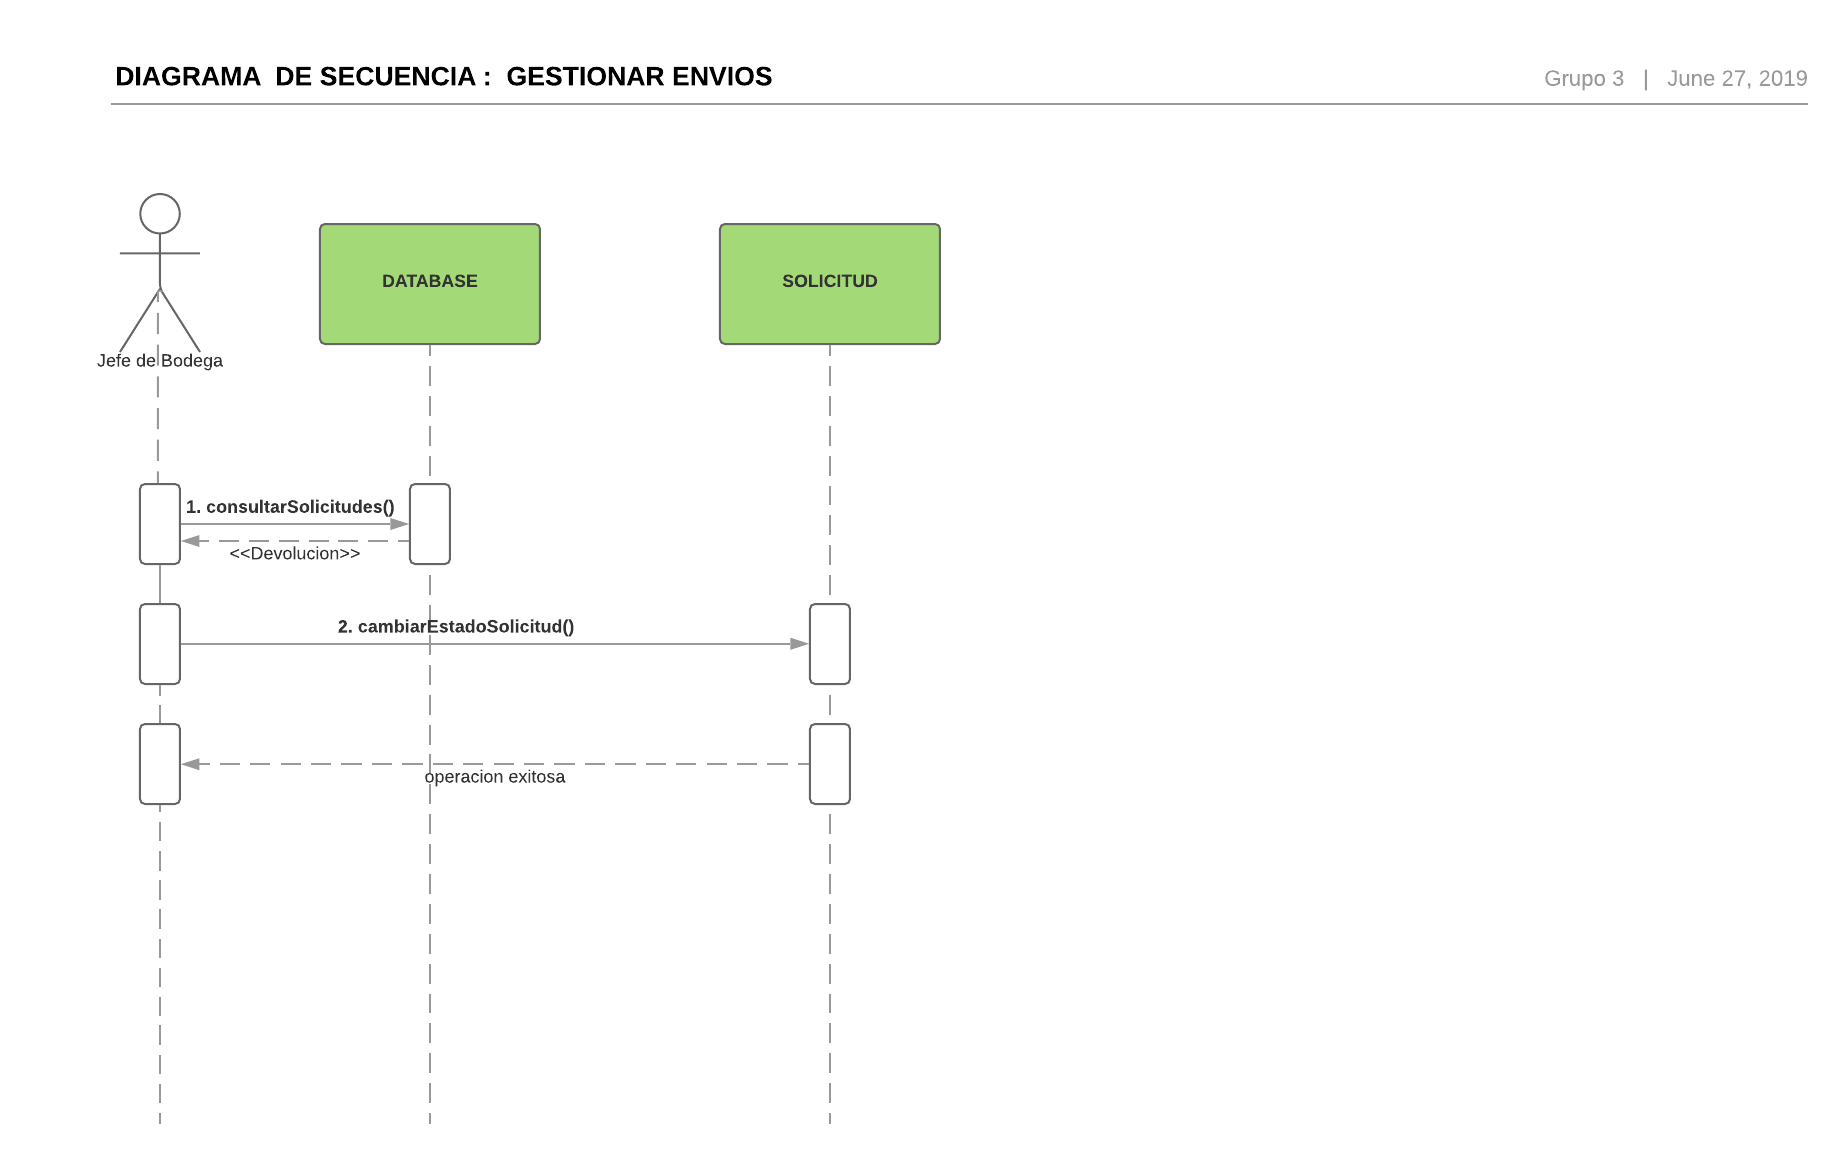 DIAGRAMA  DE SECUENCIA :  GESTIONAR ENVIOS
Grupo 3   |   June 27, 2019
DATABASE
SOLICITUD
Jefe de Bodega
1. consultarSolicitudes()
<<Devolucion>>
2. cambiarEstadoSolicitud()
operacion exitosa